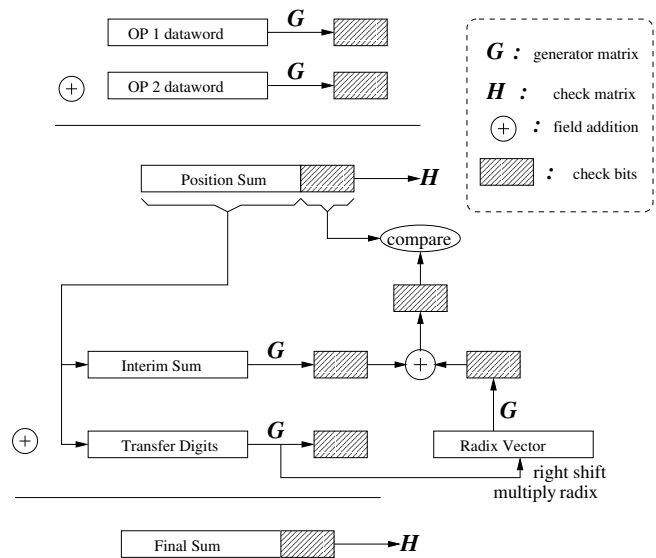 OP 1 dataword
G
OP 2 dataword
G
+
G : generator matrix
H : check matrix
+ : field addition
: check bits
Position Sum
H
compare
Interim Sum
G
+
G
+
Transfer Digits
G
Radix Vector
right shift
multiply radix
Final Sum
H